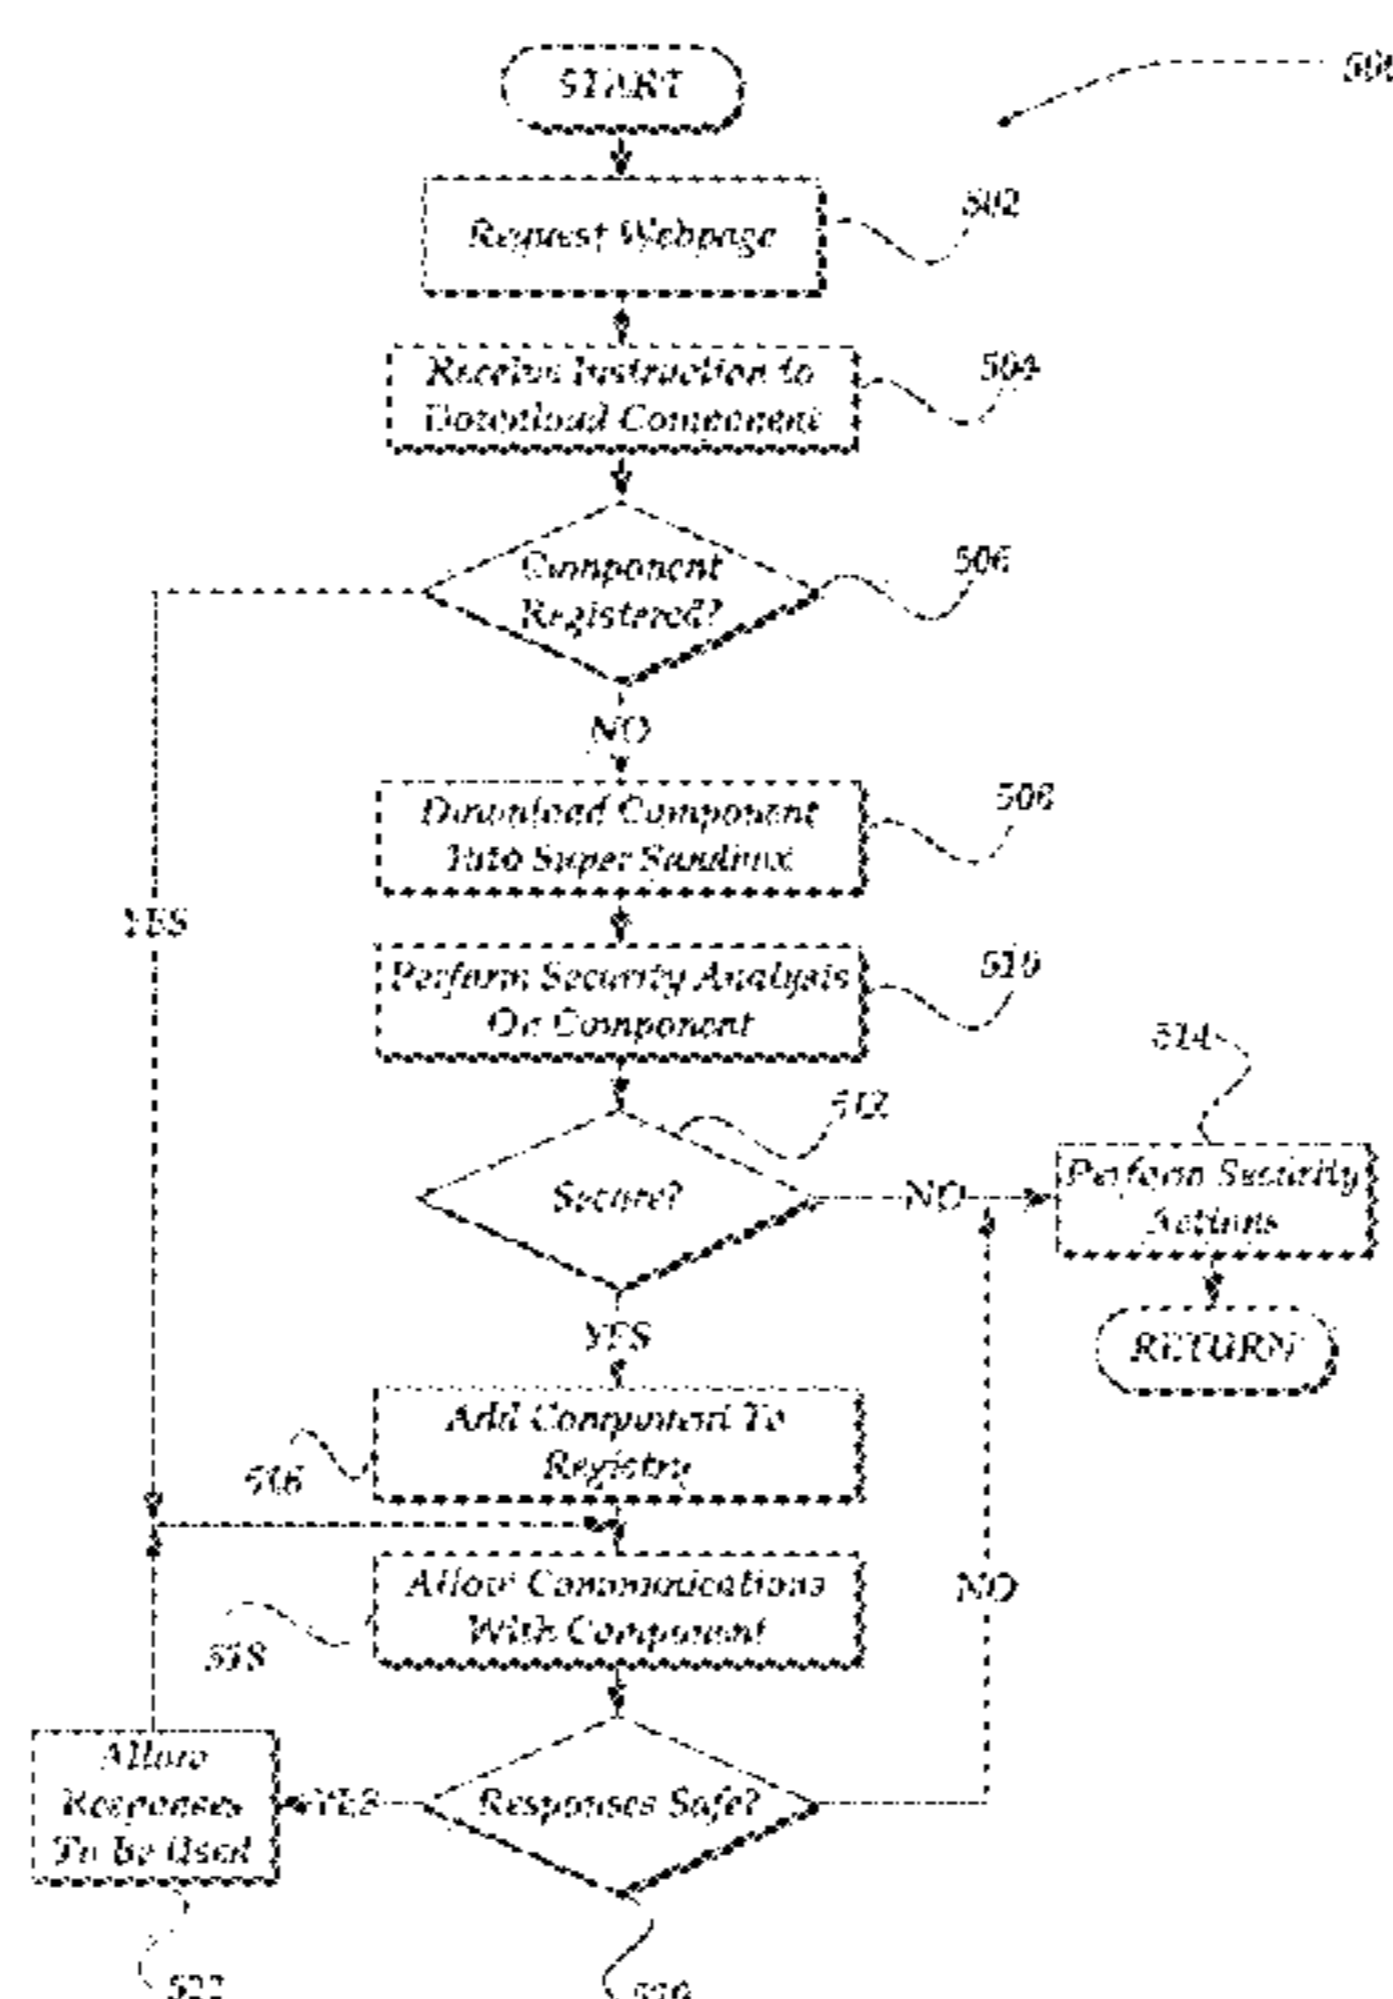 START
502
Request Webpage
504
Receive Instruction to
Download Component
506
Component
Registered?
NO
508
Download Component
Into Super Sandbox
YES
510
Perform Security Analysis
On Component
514
512
Perform Security
Actions
Secure?
NO
YES
RETURN
Add Component To
Registry
516
Allow Communications
With Component
NO
518
Allow
Responses
To be Used
YES
Responses Safe?
522
520